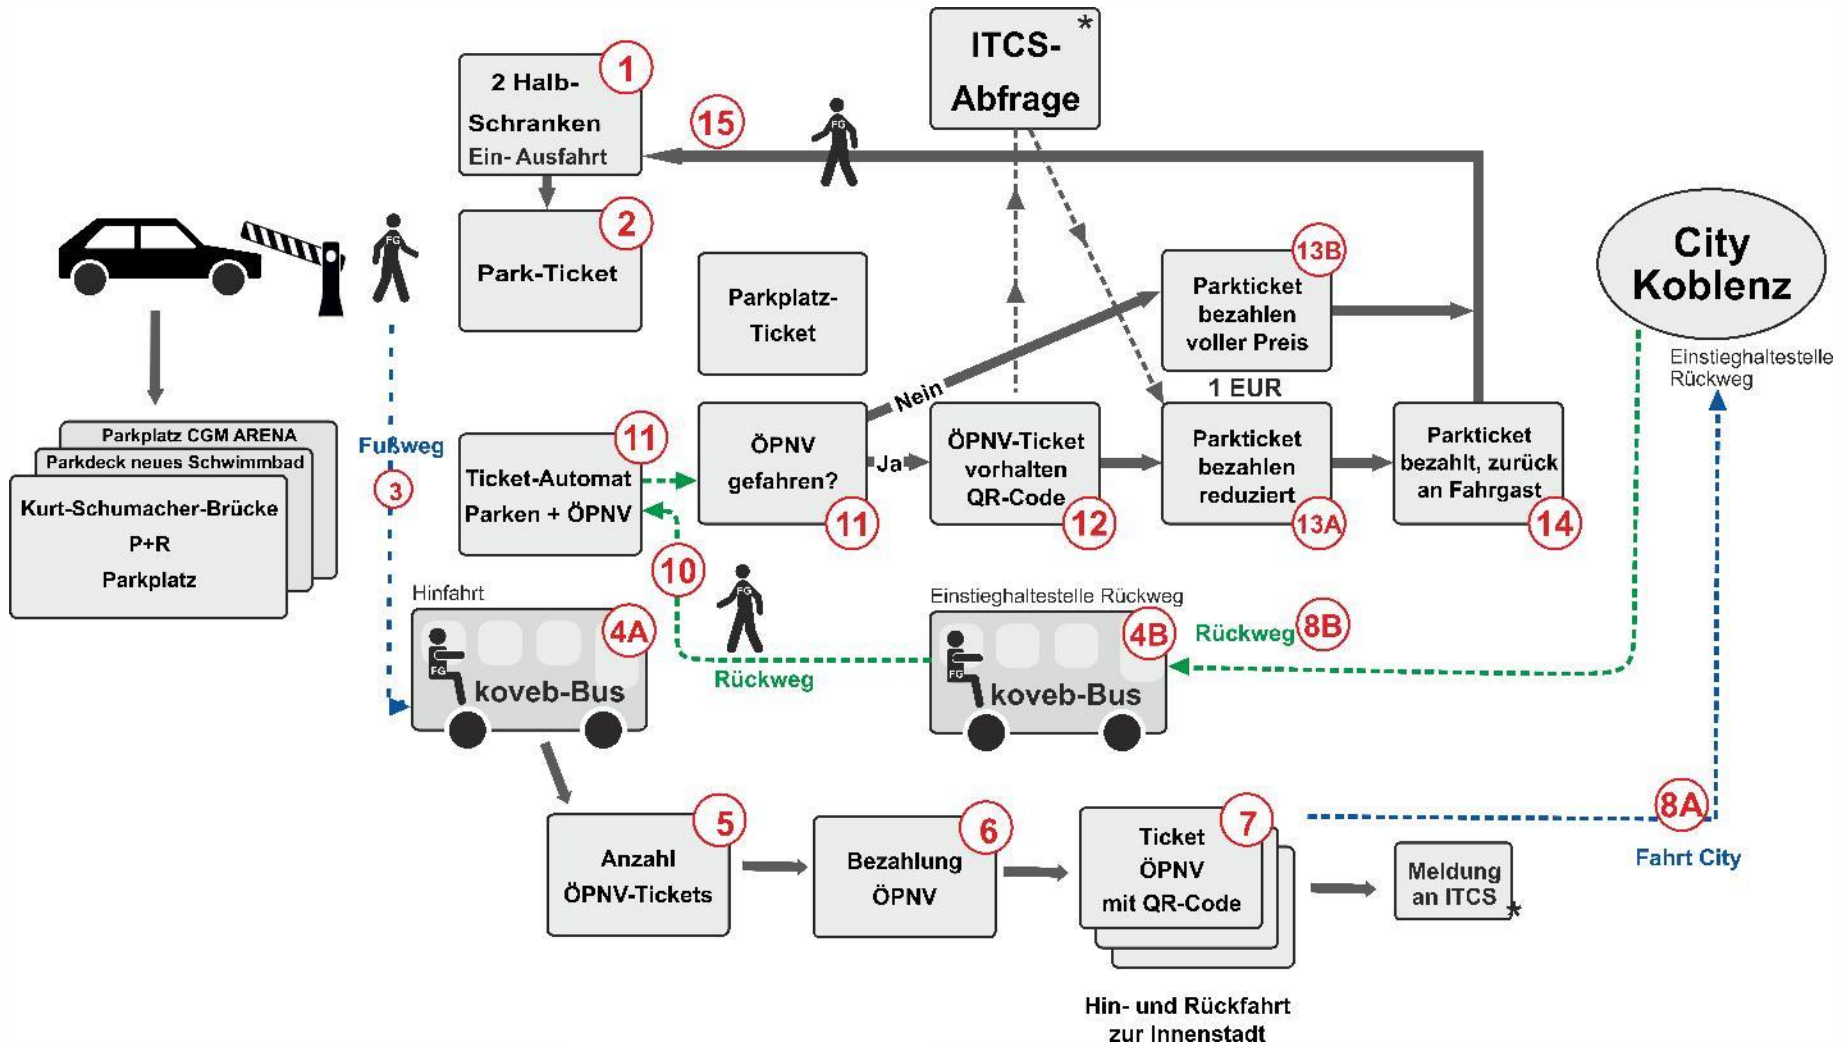 1
2 Halb-
Schranken
Ein- Ausfahrt
15
FG
ITCS-
Abfrage
*
2
Park-Ticket
FG
Parkplatz-
Ticket
13B
Parkticket
bezahlen
voller Preis
City
Koblenz
Einstieghaltestelle
Rückweg
Parkplatz CGM ARENA
Parkdeck neues Schwimmbad
Kurt-Schumacher-Brücke
P+R
Parkplatz
Fußweg
3
11
Ticket-Automat
Parken + ÖPNV
ÖPNV
gefahren?
11
Nein
Ja
ÖPNV-Ticket
vorhalten
QR-Code
12
1 EUR
Parkticket
bezahlen
reduziert
13A
Parkticket
bezahlt, zurück
an Fahrgast
14
10
FG
Rückweg
Hinfahrt
4A
FG
koveb-Bus
Einstieghaltestelle Rückweg
4B
FG
koveb-Bus
Rückweg
8B
5
Anzahl
ÖPNV-Tickets
6
Bezahlung
ÖPNV
7
Ticket
ÖPNV
mit QR-Code
8A
Fahrt City
Meldung
an ITCS
*
Hin- und Rückfahrt
zur Innenstadt